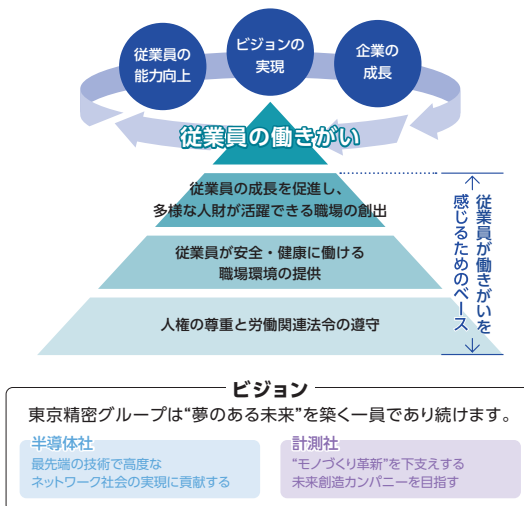 従業員の
能力向上
ビジョンの
実現
企業の
成長
従業員の働きがい
従業員の成長を促進し、
多様な人財が活躍できる職場の創出
従業員が安全・健康に働ける
職場環境の提供
人権の尊重と労働関連法令の遵守
従業員が働きがいを
感じるためのベース
ビジョン
東京精密グループは“夢のある未来”を築く一員であり続けます。
半導体社
最先端の技術で高度な
ネットワーク社会の実現に貢献する
計測社
“モノづくり革新”を下支えする
未来創造カンパニーを目指す